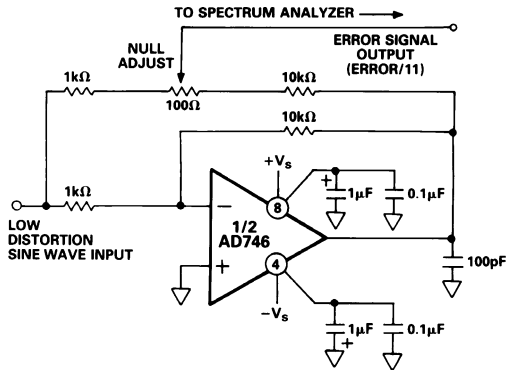 TO SPECTRUM ANALYZER
ERROR SIGNAL
OUTPUT
(ERROR/11)
NULL
ADJUST
1kΩ
100Ω
10kΩ
10kΩ
1kΩ
LOW
DISTORTION
SINE WAVE INPUT
+Vs
8
1/2
AD746
4
−Vs
−
+
+
1µF
0.1µF
100pF
1µF
+
0.1µF